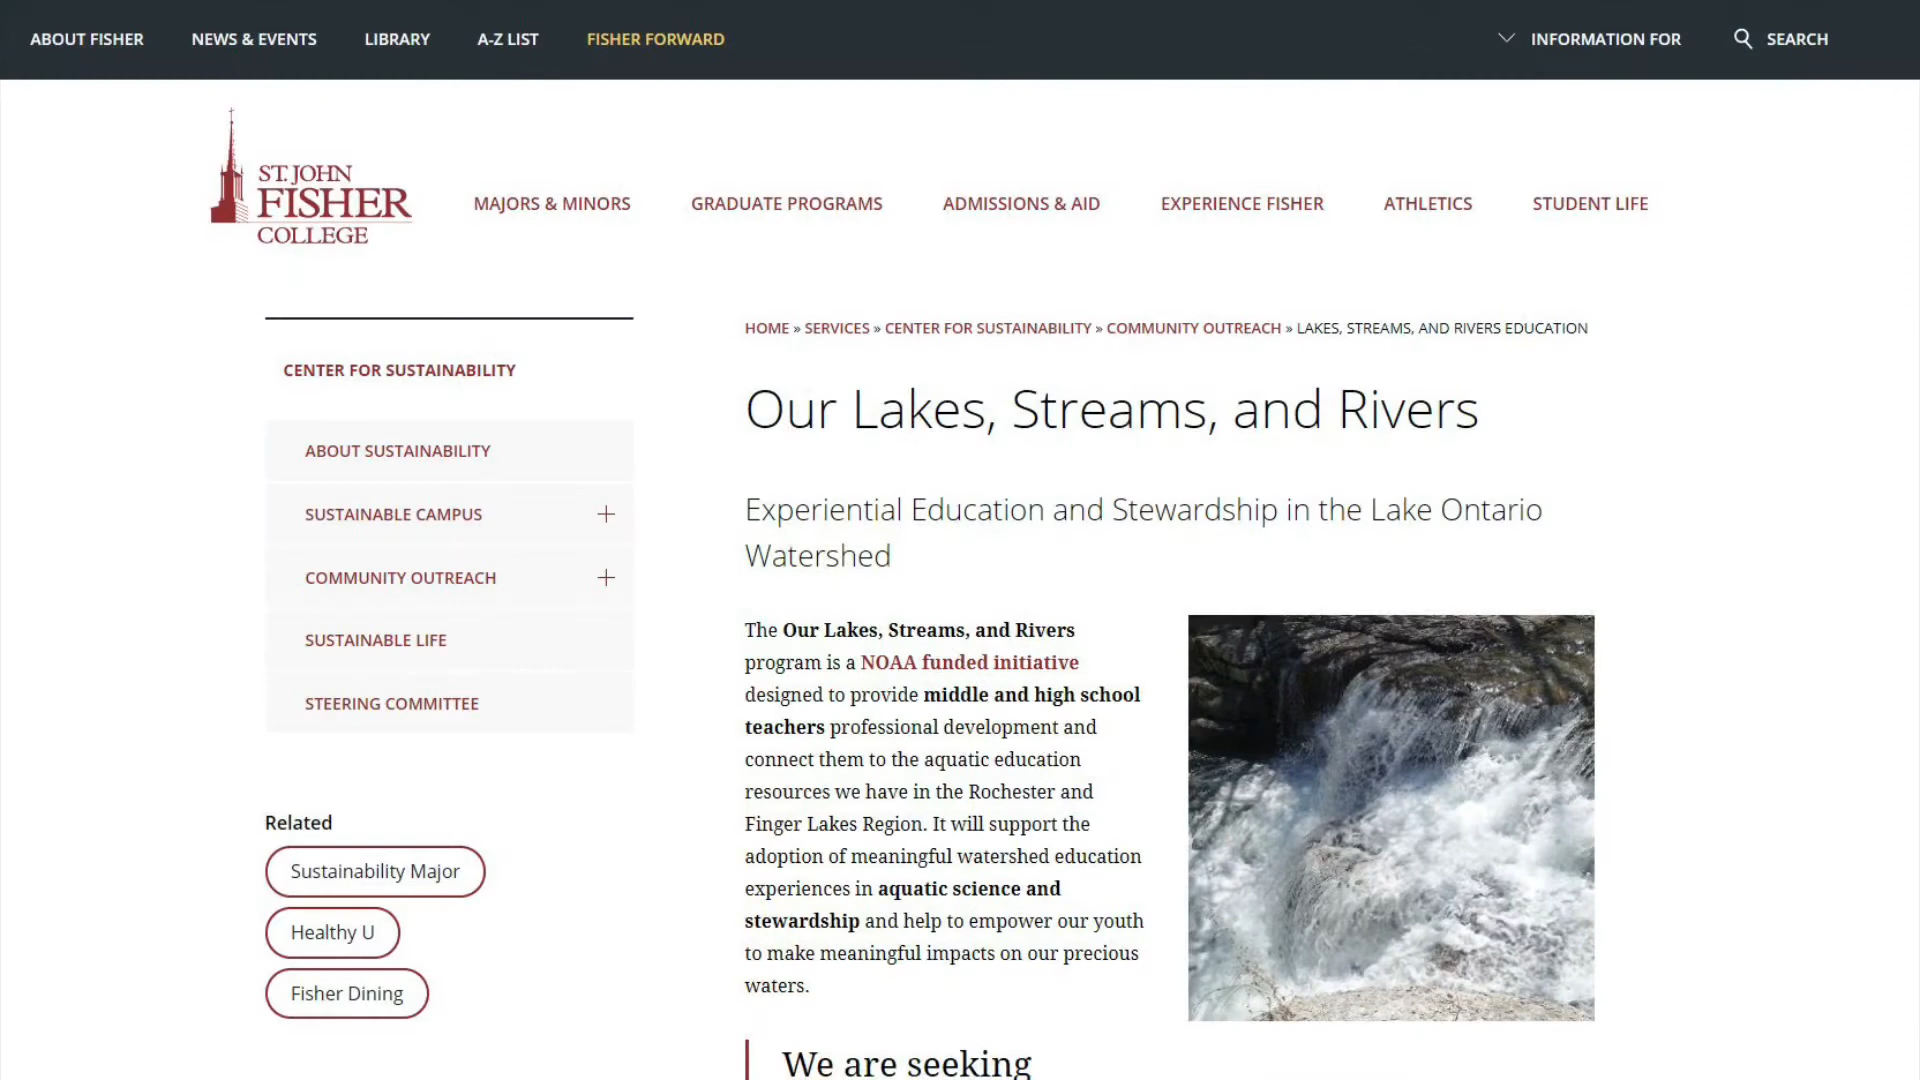 ABOUT FISHER
NEWS & EVENTS
LIBRARY
A-Z LIST
FISHER FORWARD
INFORMATION FOR
SEARCH
ST. JOHN
FISHER
COLLEGE
MAJORS & MINORS
GRADUATE PROGRAMS
ADMISSIONS & AID
EXPERIENCE FISHER
ATHLETICS
STUDENT LIFE
CENTER FOR SUSTAINABILITY
ABOUT SUSTAINABILITY
SUSTAINABLE CAMPUS
COMMUNITY OUTREACH
SUSTAINABLE LIFE
STEERING COMMITTEE
Related
Sustainability Major
Healthy U
Fisher Dining
HOME » SERVICES » CENTER FOR SUSTAINABILITY » COMMUNITY OUTREACH » LAKES, STREAMS, AND RIVERS EDUCATION
Our Lakes, Streams, and Rivers
Experiential Education and Stewardship in the Lake Ontario
Watershed
The Our Lakes, Streams, and Rivers
program is a NOAA funded initiative
designed to provide middle and high school
teachers professional development and
connect them to the aquatic education
resources we have in the Rochester and
Finger Lakes Region. It will support the
adoption of meaningful watershed education
experiences in aquatic science and
stewardship and help to empower our youth
to make meaningful impacts on our precious
waters.
We are seeking